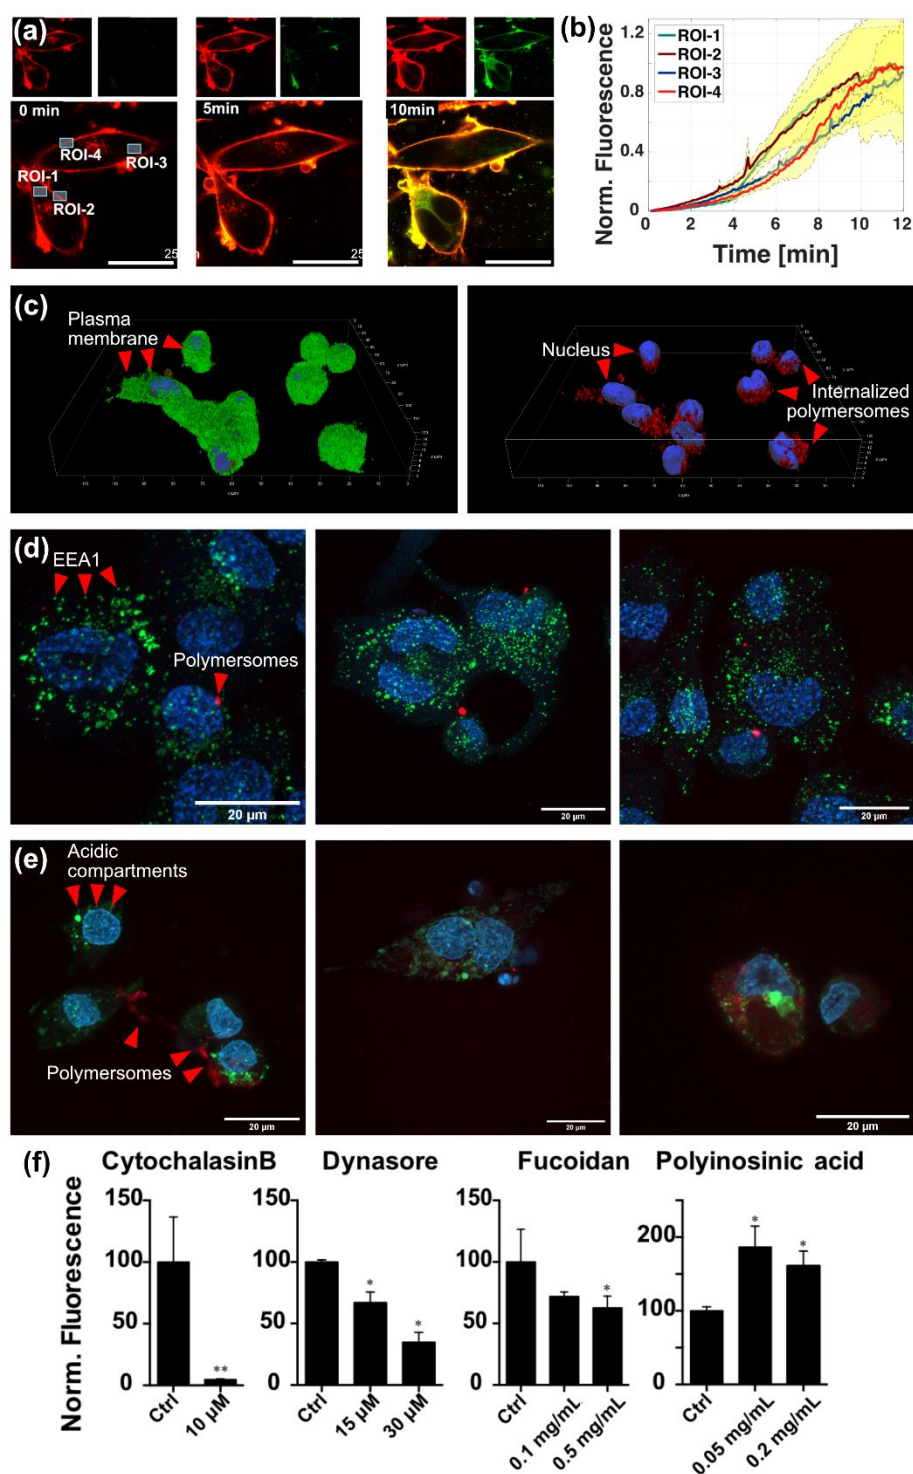 (a)
0 min
ROI-4
ROI-3
ROI-1
ROI-2
25
5min
25
10min
(b)
ROI-1
ROI-2
ROI-3
ROI-4
Norm. Fluorescence
1.2
0.8
0.4
0
0 2 4 6 8 10 12
Time [min]
(c)
Plasma
membrane
Nucleus
Internalized
polymersomes
(d)
EEA1
Polymersomes
20 µm
20 µm
20 µm
(e)
Acidic
compartments
Polymersomes
20 µm
20 µm
20 µm
(f)
CytochalasinB
Dynasore
Fucoidan
Polyinosinic acid
Norm. Fluorescence
150
100
50
0
Ctrl
10 µM
**
150
100
50
0
Ctrl
15 µM
30 µM
*
*
150
100
50
0
Ctrl
0.1 mg/mL
0.5 mg/mL
*
200
100
0
Ctrl
0.05 mg/mL
0.2 mg/mL
*
*